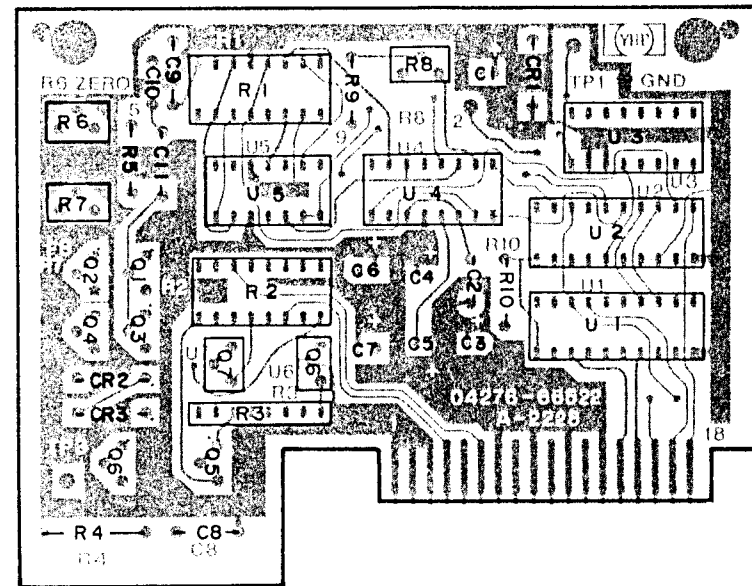 YHP
C9
C10
R9
R8
C1
CR1
TP1 GND
R6 ZERO
R1
R6
5
R5
C11
9
R8
2
U3
U5
U4
R7
U5
U4
U2
U3
U2
Q2
Q1
R2
C6
C4
C2
R10
R10
U1
U1
Q4
Q3
C7
C5
C3
U
Q7
U6
Q6
CR2
R3
CR3
R3
04276-66522
A-2226
18
Q6
Q5
R4
C8
R4
C8